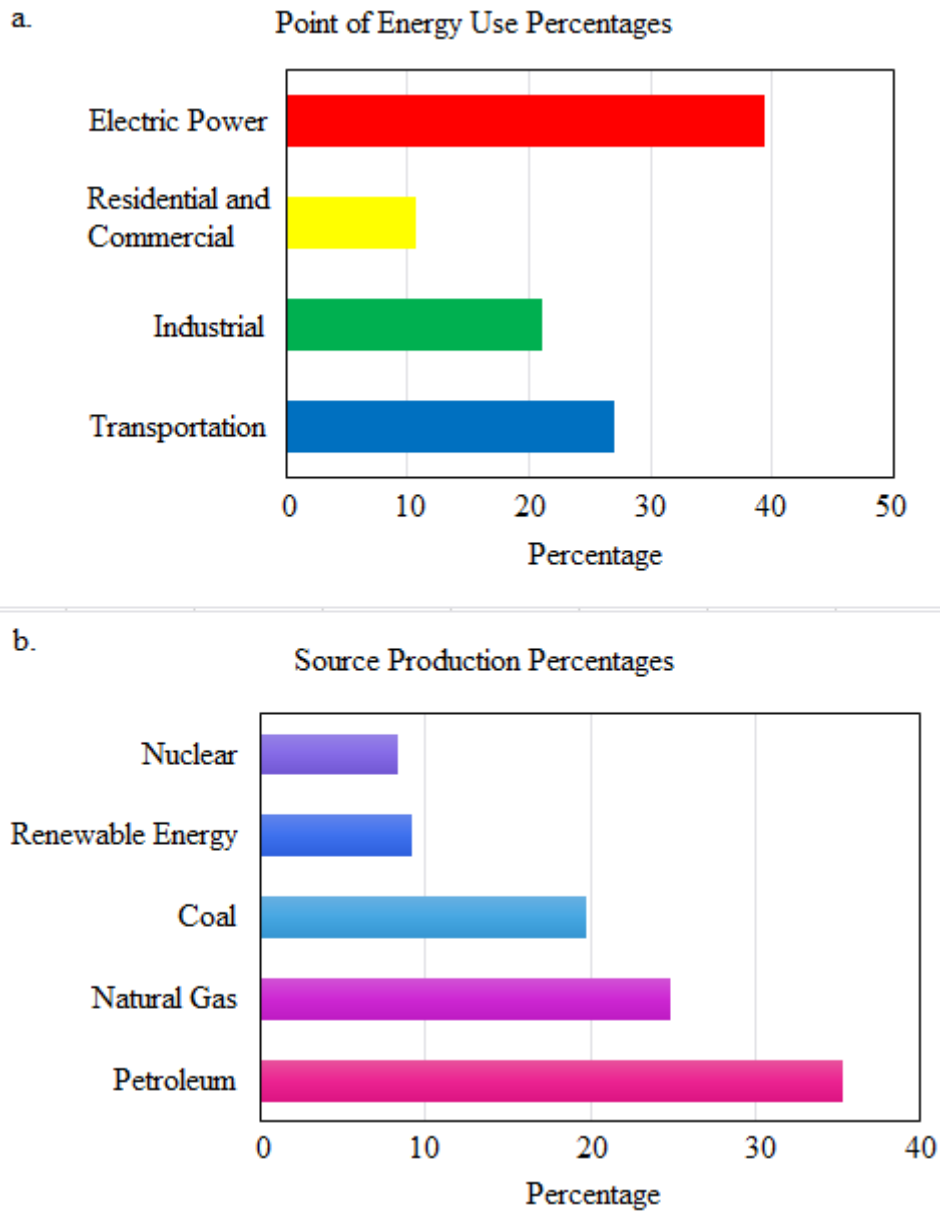 a.
Point of Energy Use Percentages
Electric Power
Residential and
Commercial
Industrial
Transportation
0 10 20 30 40 50
Percentage
b.
Source Production Percentages
Nuclear
Renewable Energy
Coal
Natural Gas
Petroleum
0 10 20 30 40
Percentage